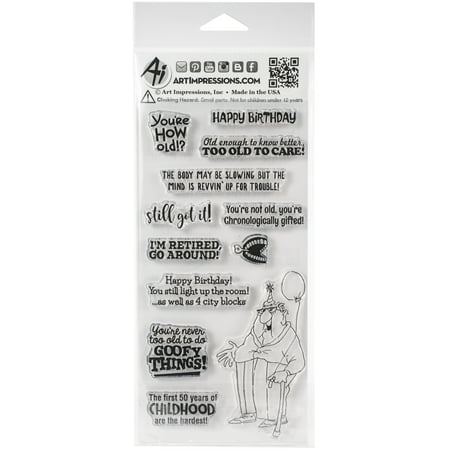 Ai
ARTIMPRESSIONS.COM
© Art Impressions, Inc • Made in the USA
Choking Hazard. Small parts. Not for children under 12 years
You're
HOW
old!?
HAPPY BIRTHDAY
Old enough to know better,
TOO OLD TO CARE!
THE BODY MAY BE SLOWING BUT THE
MIND IS REVVIN' UP FOR TROUBLE!
still got it!
You're not old, you're
Chronologically gifted!
I'M RETIRED,
GO AROUND!
Happy Birthday!
You still light up the room!
...as well as 4 city blocks
You're never
too old to do
GOOFY
THINGS!
The first 50 years of
CHILDHOOD
are the hardest!